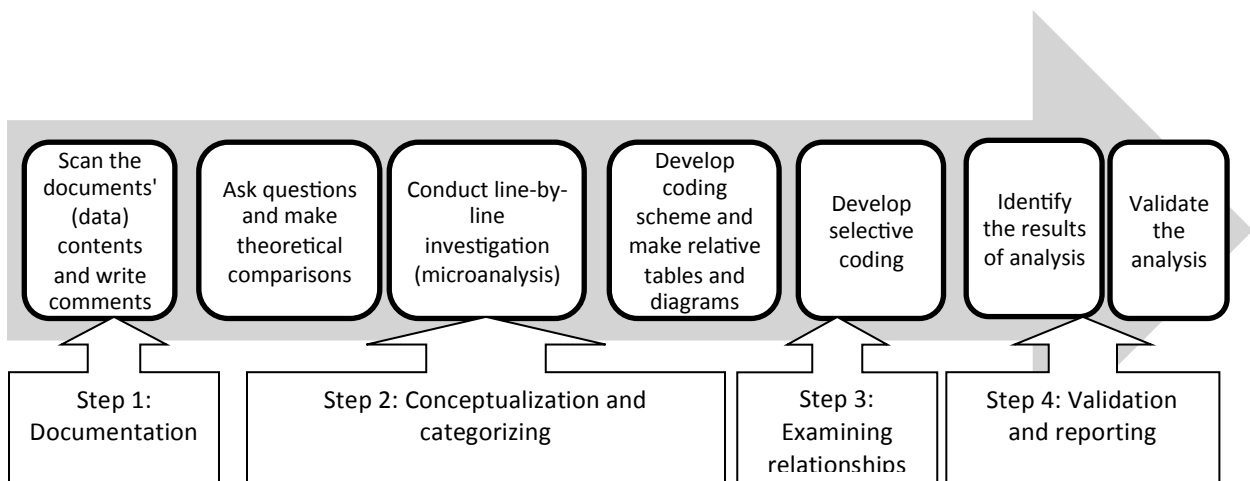 Scan the
documents'
(data)
contents
and write
comments
Ask questions
and make
theoretical
comparisons
Conduct line-by-
line
investigation
(microanalysis)
Develop
coding
scheme and
make relative
tables and
diagrams
Develop
selective
coding
Identify
the results
of analysis
Validate
the
analysis
Step 1:
Documentation
Step 2: Conceptualization and
categorizing
Step 3:
Examining
relationships
Step 4: Validation
and reporting